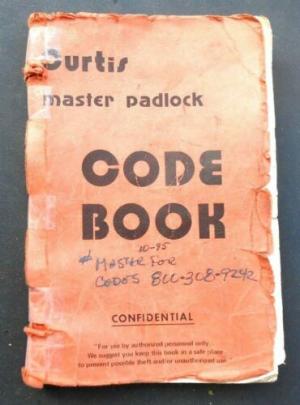 Curtis
master padlock
CODE
BOOK
10-95
# MASTER FOR
CODES 800-308-9242
CONFIDENTIAL
"For use by authorized personnel only.
We suggest you keep this book in a safe place
to prevent possible theft and/or unauthorized use."